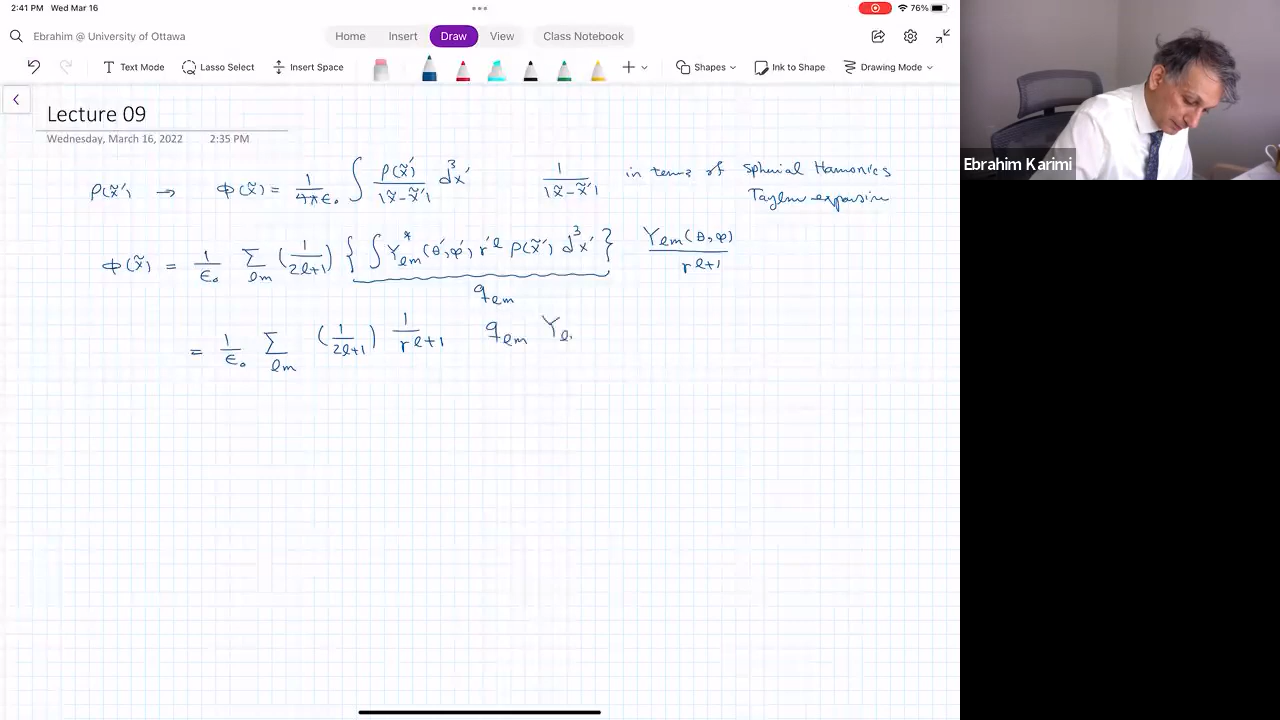 2:41 PM Wed Mar 16
76%
Ebrahim @ University of Ottawa Home Insert Draw View Class Notebook
Text Mode Lasso Select Insert Space Shapes Ink to Shape Drawing Mode
Lecture 09
Wednesday, March 16, 2022 2:35 PM
ρ(x̃′) → Φ(x̃) = 1/4πε₀ ∫ ρ(x̃′)/|x̃-x̃′| d³x′ 1/|x̃-x̃′| in terms of spherial Harmonics
Taylor expansion
Φ(x̃) = 1/ε₀ Σ_lm (1/2l+1) { ∫ Y*_lm (θ′,φ′) r′^l ρ(x̃′) d³x′ } Y_lm(θ,φ)/r^l+1
q_lm
= 1/ε₀ Σ_lm (1/2l+1) 1/r^l+1 q_lm Y_l
Ebrahim Karimi